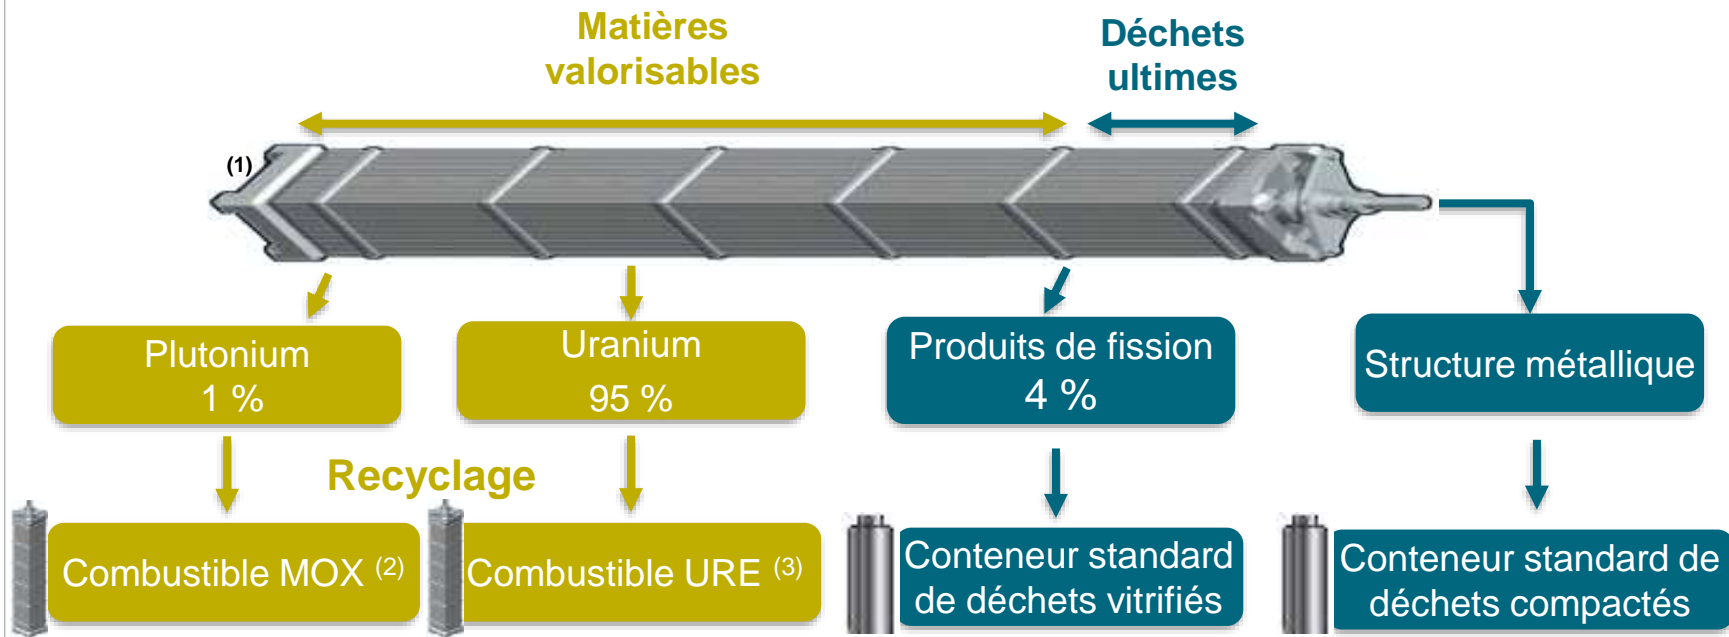 Matières
valorisables
Déchets
ultimes
(1)
Plutonium
1 %
Uranium
95 %
Produits de fission
4 %
Structure métallique
Recyclage
Combustible MOX (2)
Combustible URE (3)
Conteneur standard
de déchets vitrifiés
Conteneur standard de
déchets compactés